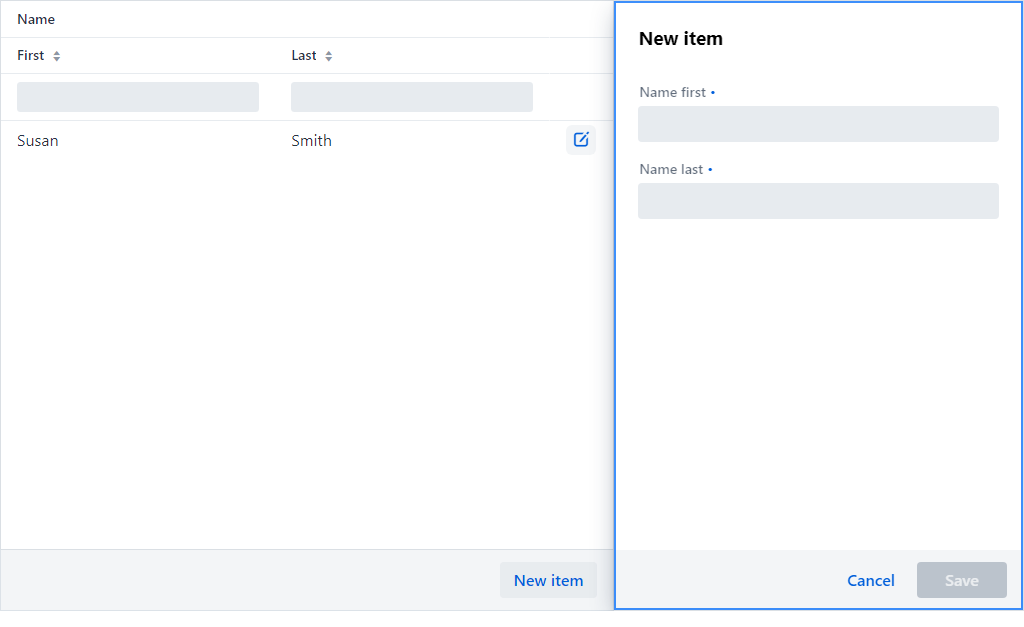 Name
First
Last
Susan
Smith
New item
New item
Name first •
Name last •
Cancel
Save